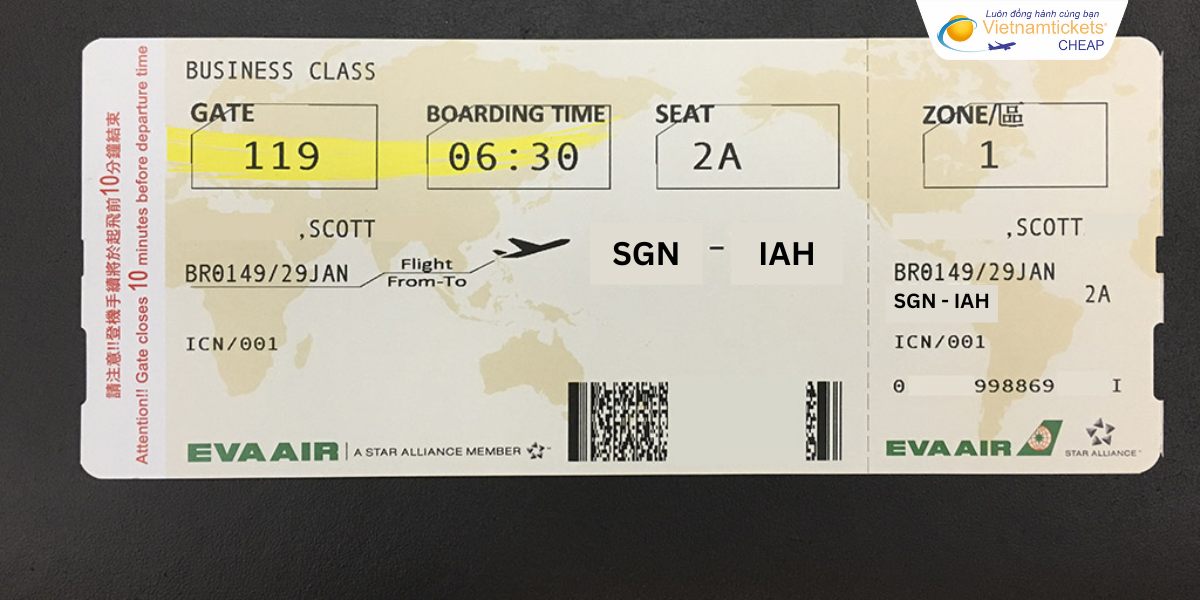 Luôn đồng hành cùng bạn
Vietnamtickets®
CHEAP
請注意!!登機手續將於起飛前10分鐘結束
Attention!! Gate closes 10 minutes before departure time
BUSINESS CLASS
GATE
119
BOARDING TIME
06:30
SEAT
2A
ZONE/區
1
,SCOTT
BR0149/29JAN
Flight
From-To
SGN - IAH
ICN/001
EVA AIR
A STAR ALLIANCE MEMBER
,SCOTT
BR0149/29JAN
SGN - IAH
2A
ICN/001
0 998869 I
EVA AIR
STAR ALLIANCE